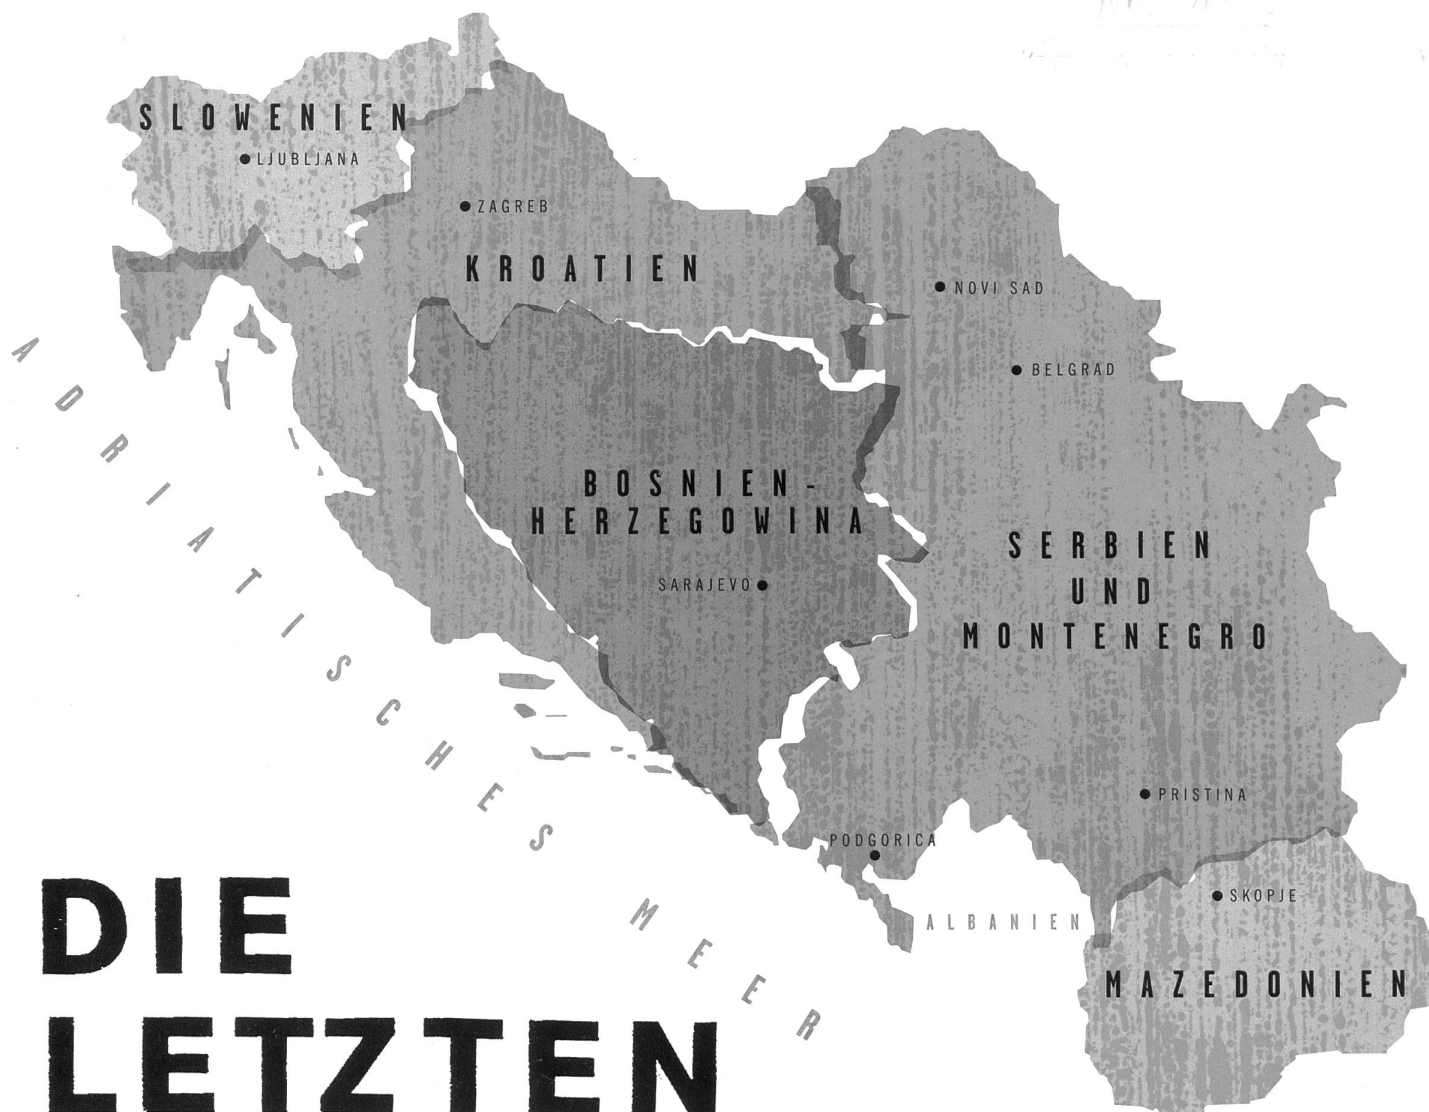 SLOWENIEN
LJUBLJANA
ZAGREB
KROATIEN
NOVI SAD
BELGRAD
BOSNIEN-
HERZEGOWINA
SARAJEVO
SERBIEN
UND
MONTENEGRO
PRISTINA
PODGORICA
SKOPJE
ALBANIEN
MAZEDONIEN
ADRIATISCHES MEER
DIE
LETZTEN